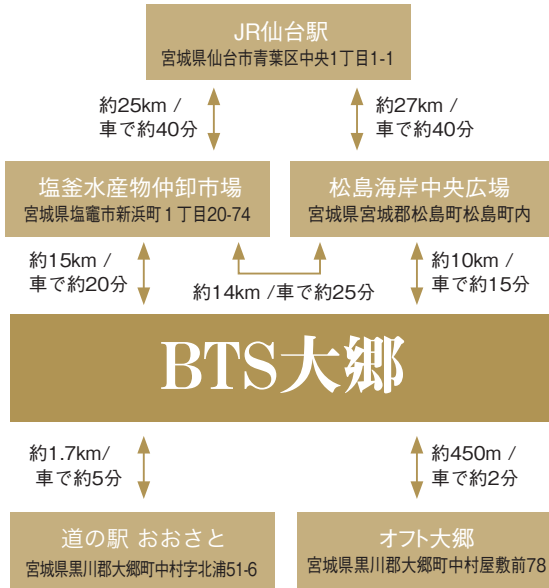 JR仙台駅
宮城県仙台市青葉区中央1丁目1-1
約25km /
車で約40分
約27km /
車で約40分
塩釜水産物仲卸市場
宮城県塩竈市新浜町1丁目20-74
松島海岸中央広場
宮城県宮城郡松島町松島町内
約15km /
車で約20分
約14km /車で約25分
約10km /
車で約15分
BTS大郷
約1.7km/
車で約5分
約450m /
車で約2分
道の駅 おおさと
宮城県黒川郡大郷町中村字北浦51-6
オフト大郷
宮城県黒川郡大郷町中村屋敷前78